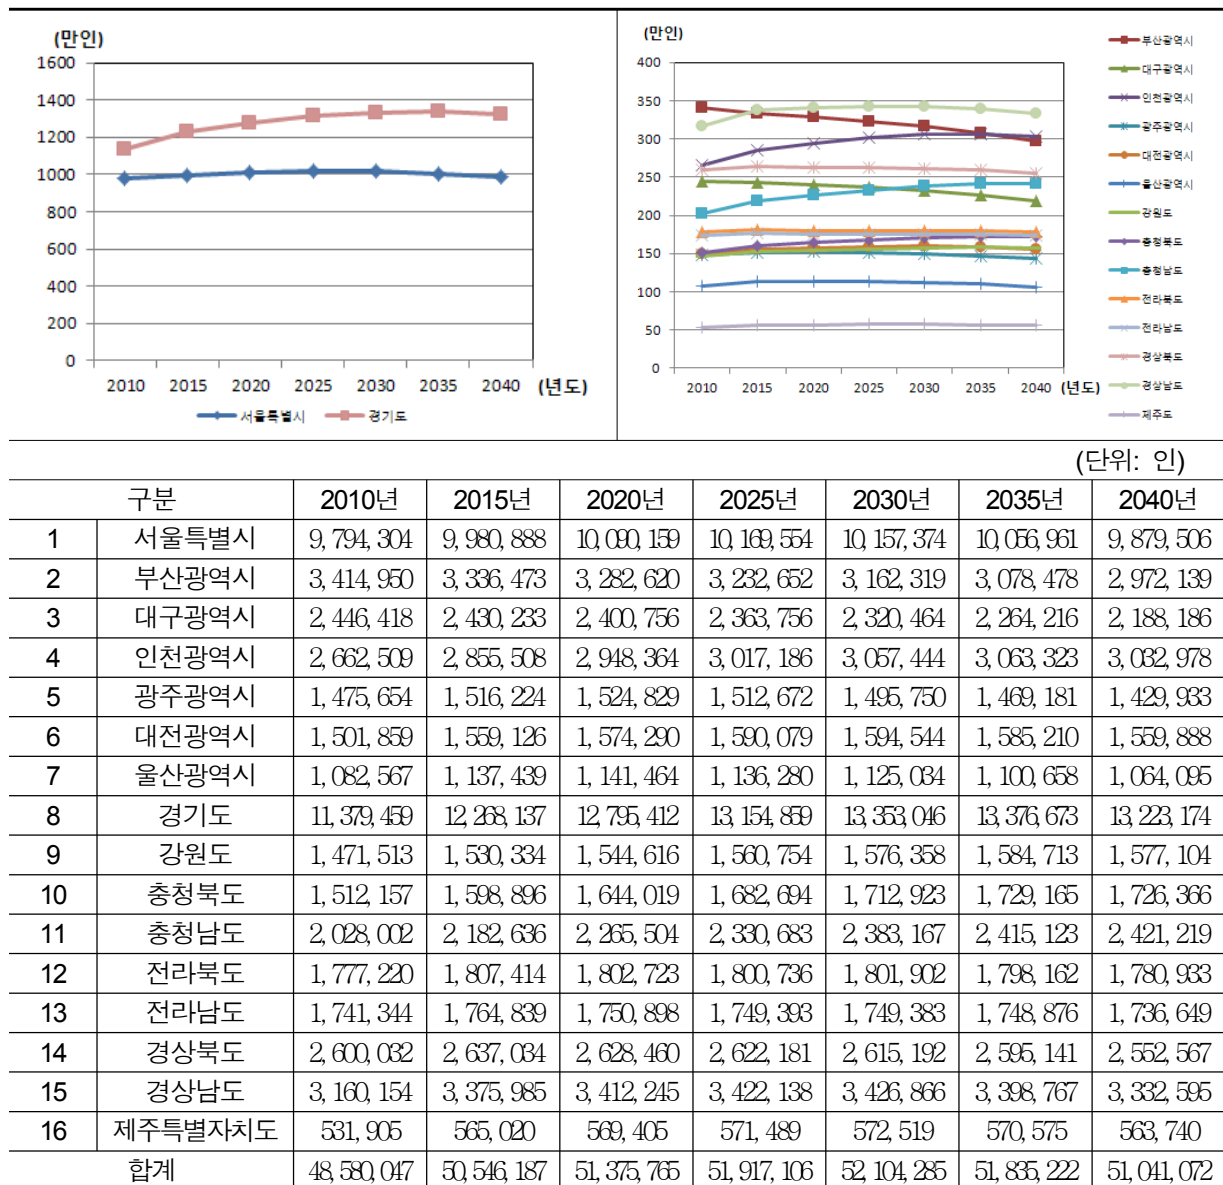 (만인)
1600
1400
1200
1000
800
600
400
200
0
2010 2015 2020 2025 2030 2035 2040 (년도)
서울특별시 경기도
(만인)
400
350
300
250
200
150
100
50
0
2010 2015 2020 2025 2030 2035 2040 (년도)
부산광역시
대구광역시
인천광역시
광주광역시
대전광역시
울산광역시
강원도
충청북도
충청남도
전라북도
전라남도
경상북도
경상남도
제주도
(단위: 인)
구분 2010년 2015년 2020년 2025년 2030년 2035년 2040년
1 서울특별시 9,794,304 9,980,888 10,090,159 10,169,554 10,157,374 10,056,961 9,879,506
2 부산광역시 3,414,950 3,336,473 3,282,620 3,232,652 3,162,319 3,078,478 2,972,139
3 대구광역시 2,446,418 2,430,233 2,400,756 2,363,756 2,320,464 2,264,216 2,188,186
4 인천광역시 2,662,509 2,855,508 2,948,364 3,017,186 3,057,444 3,063,323 3,032,978
5 광주광역시 1,475,654 1,516,224 1,524,829 1,512,672 1,495,750 1,469,181 1,429,933
6 대전광역시 1,501,859 1,559,126 1,574,290 1,590,079 1,594,544 1,585,210 1,559,888
7 울산광역시 1,082,567 1,137,439 1,141,464 1,136,280 1,125,034 1,100,658 1,064,095
8 경기도 11,379,459 12,268,137 12,795,412 13,154,859 13,353,046 13,376,673 13,223,174
9 강원도 1,471,513 1,530,334 1,544,616 1,560,754 1,576,358 1,584,713 1,577,104
10 충청북도 1,512,157 1,598,896 1,644,019 1,682,694 1,712,923 1,729,165 1,726,366
11 충청남도 2,028,002 2,182,636 2,265,504 2,330,683 2,383,167 2,415,123 2,421,219
12 전라북도 1,777,220 1,807,414 1,802,723 1,800,736 1,801,902 1,798,162 1,780,933
13 전라남도 1,741,344 1,764,839 1,750,898 1,749,393 1,749,383 1,748,876 1,736,649
14 경상북도 2,600,032 2,637,034 2,628,460 2,622,181 2,615,192 2,595,141 2,552,567
15 경상남도 3,160,154 3,375,985 3,412,245 3,422,138 3,426,866 3,398,767 3,332,595
16 제주특별자치도 531,905 565,020 569,405 571,489 572,519 570,575 563,740
합계 48,580,047 50,546,187 51,375,765 51,917,106 52,104,285 51,835,222 51,041,072